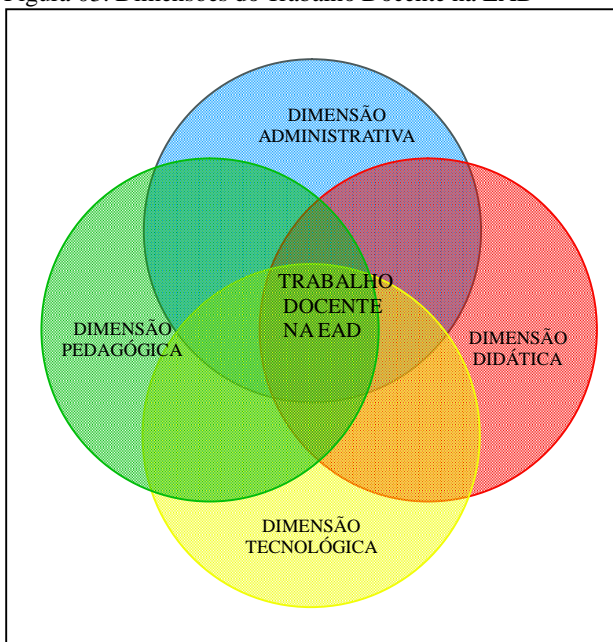 Figura 03: Dimensões do Trabalho Docente na EAD
DIMENSÃO
ADMINISTRATIVA
TRABALHO
DOCENTE
NA EAD
DIMENSÃO
PEDAGÓGICA
DIMENSÃO
DIDÁTICA
DIMENSÃO
TECNOLÓGICA